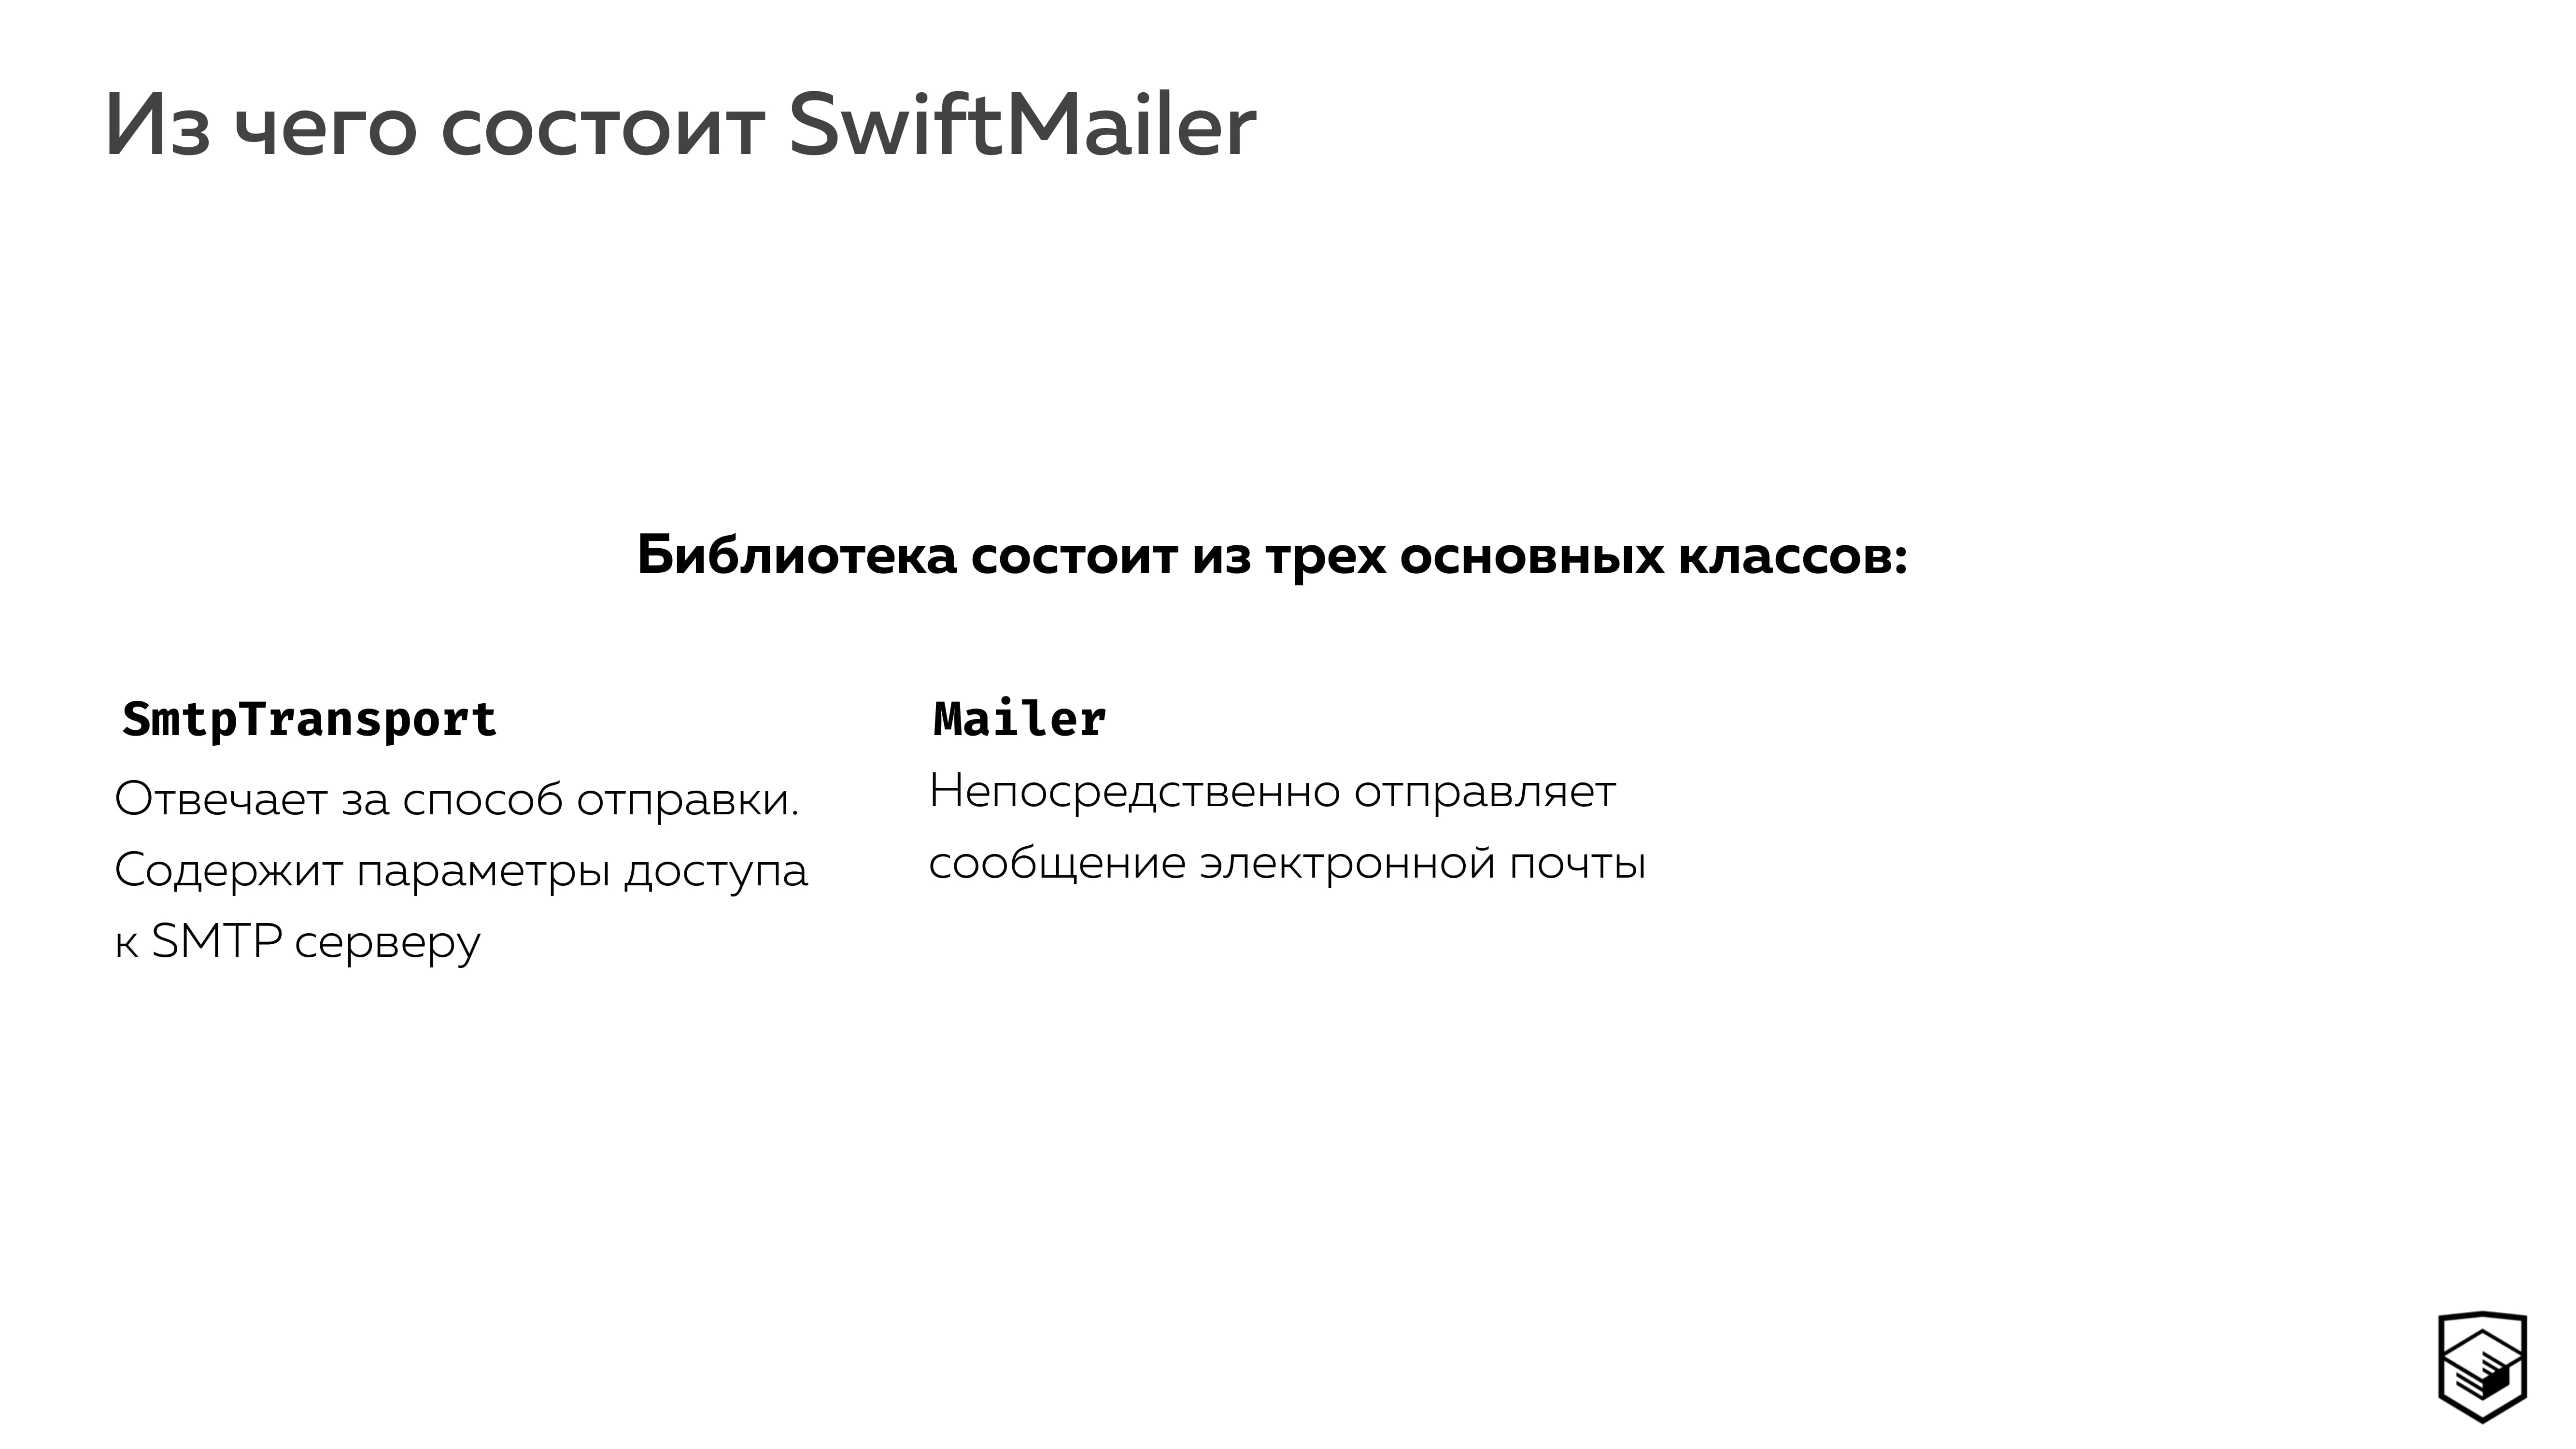 Из чего состоит SwiftMailer
Библиотека состоит из трех основных классов:
SmtpTransport
Отвечает за способ отправки.
Содержит параметры доступа
к SMTP серверу
Mailer
Непосредственно отправляет
сообщение электронной почты